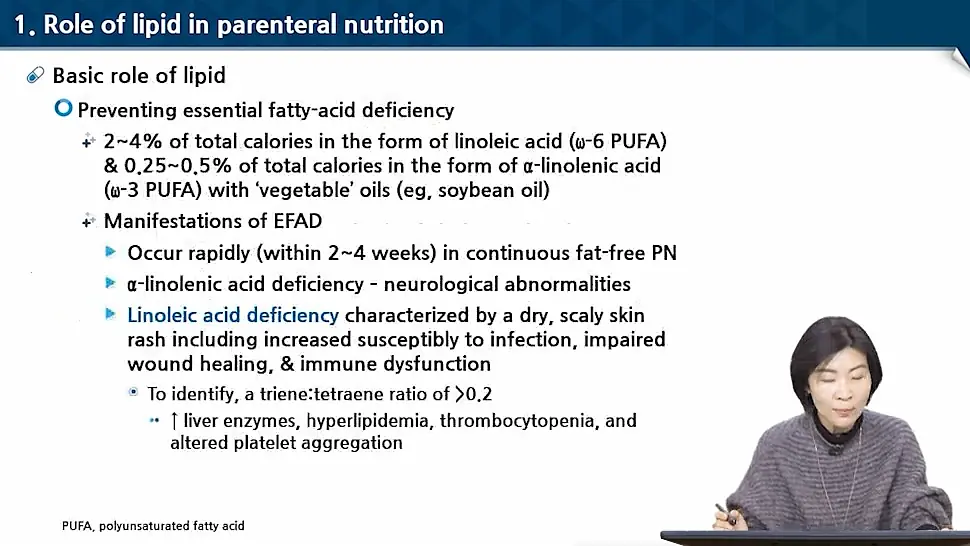 1. Role of lipid in parenteral nutrition
Basic role of lipid
Preventing essential fatty-acid deficiency
2~4% of total calories in the form of linoleic acid (ω-6 PUFA)
& 0.25~0.5% of total calories in the form of α-linolenic acid
(ω-3 PUFA) with ‘vegetable’ oils (eg, soybean oil)
Manifestations of EFAD
Occur rapidly (within 2~4 weeks) in continuous fat-free PN
α-linolenic acid deficiency - neurological abnormalities
Linoleic acid deficiency characterized by a dry, scaly skin
rash including increased susceptibly to infection, impaired
wound healing, & immune dysfunction
To identify, a triene:tetraene ratio of >0.2
↑ liver enzymes, hyperlipidemia, thrombocytopenia, and
altered platelet aggregation
PUFA, polyunsaturated fatty acid